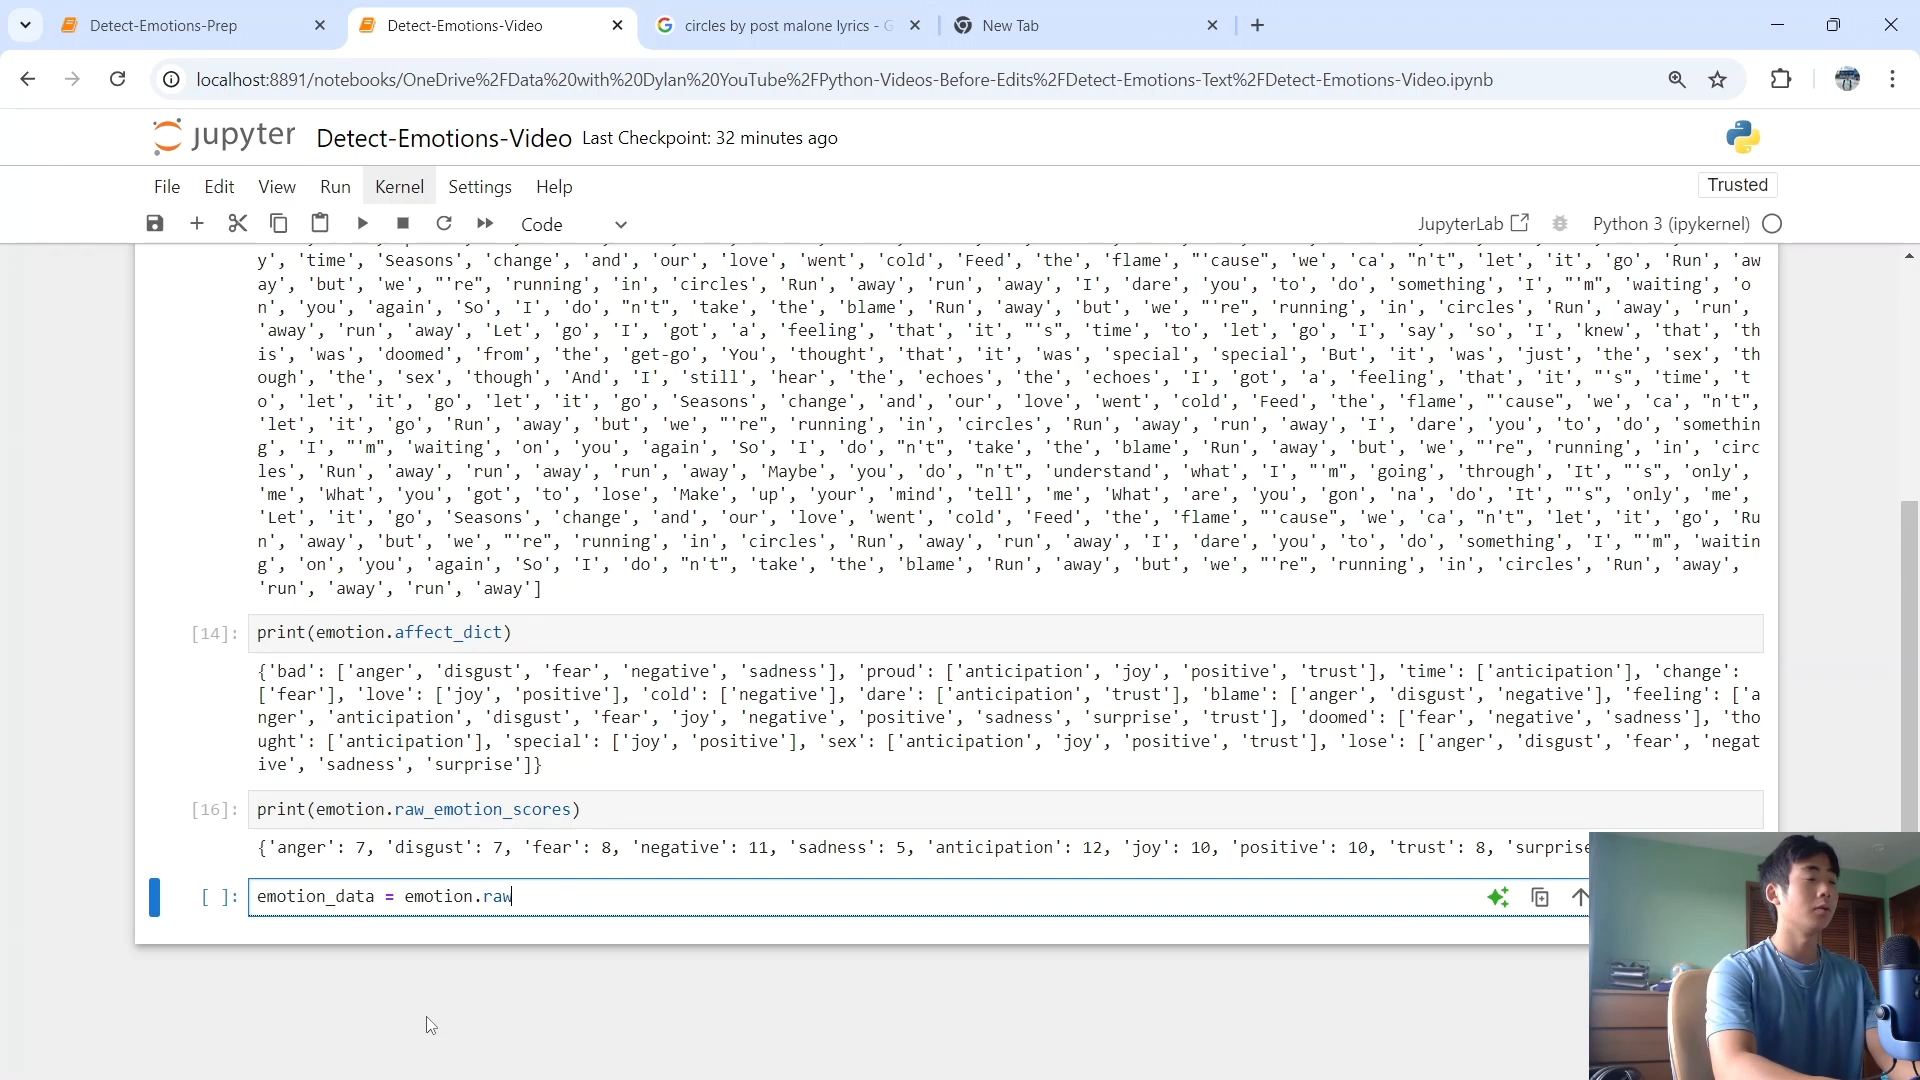 Detect-Emotions-Prep
Detect-Emotions-Video
circles by post malone lyrics - G
New Tab
localhost:8891/notebooks/OneDrive%2FData%20with%20Dylan%20YouTube%2FPython-Videos-Before-Edits%2FDetect-Emotions-Text%2FDetect-Emotions-Video.ipynb
jupyter Detect-Emotions-Video Last Checkpoint: 32 minutes ago
File Edit View Run Kernel Settings Help Trusted
Code JupyterLab Python 3 (ipykernel)
y', 'time', 'Seasons', 'change', 'and', 'our', 'love', 'went', 'cold', 'Feed', 'the', 'flame', "'cause", 'we', 'ca', "n't", 'let', 'it', 'go', 'Run', 'aw
ay', 'but', 'we', "'re", 'running', 'in', 'circles', 'Run', 'away', 'run', 'away', 'I', 'dare', 'you', 'to', 'do', 'something', 'I', "'m", 'waiting', 'o
n', 'you', 'again', 'So', 'I', 'do', "n't", 'take', 'the', 'blame', 'Run', 'away', 'but', 'we', "'re", 'running', 'in', 'circles', 'Run', 'away', 'run',
'away', 'run', 'away', 'Let', 'go', 'I', 'got', 'a', 'feeling', 'that', 'it', "'s", 'time', 'to', 'let', 'go', 'I', 'say', 'so', 'I', 'knew', 'that', 'th
is', 'was', 'doomed', 'from', 'the', 'get-go', 'You', 'thought', 'that', 'it', 'was', 'special', 'special', 'But', 'it', 'was', 'just', 'the', 'sex', 'th
ough', 'the', 'sex', 'though', 'And', 'I', 'still', 'hear', 'the', 'echoes', 'the', 'echoes', 'I', 'got', 'a', 'feeling', 'that', 'it', "'s", 'time', 't
o', 'let', 'it', 'go', 'let', 'it', 'go', 'Seasons', 'change', 'and', 'our', 'love', 'went', 'cold', 'Feed', 'the', 'flame', "'cause", 'we', 'ca', "n't",
'let', 'it', 'go', 'Run', 'away', 'but', 'we', "'re", 'running', 'in', 'circles', 'Run', 'away', 'run', 'away', 'I', 'dare', 'you', 'to', 'do', 'somethin
g', 'I', "'m", 'waiting', 'on', 'you', 'again', 'So', 'I', 'do', "n't", 'take', 'the', 'blame', 'Run', 'away', 'but', 'we', "'re", 'running', 'in', 'circ
les', 'Run', 'away', 'run', 'away', 'run', 'away', 'Maybe', 'you', 'do', "n't", 'understand', 'what', 'I', "'m", 'going', 'through', 'It', "'s", 'only',
'me', 'What', 'you', 'got', 'to', 'lose', 'Make', 'up', 'your', 'mind', 'tell', 'me', 'What', 'are', 'you', 'gon', 'na', 'do', 'It', "'s", 'only', 'me',
'Let', 'it', 'go', 'Seasons', 'change', 'and', 'our', 'love', 'went', 'cold', 'Feed', 'the', 'flame', "'cause", 'we', 'ca', "n't", 'let', 'it', 'go', 'Ru
n', 'away', 'but', 'we', "'re", 'running', 'in', 'circles', 'Run', 'away', 'run', 'away', 'I', 'dare', 'you', 'to', 'do', 'something', 'I', "'m", 'waitin
g', 'on', 'you', 'again', 'So', 'I', 'do', "n't", 'take', 'the', 'blame', 'Run', 'away', 'but', 'we', "'re", 'running', 'in', 'circles', 'Run', 'away',
'run', 'away', 'run', 'away']
[14]: print(emotion.affect_dict)
{'bad': ['anger', 'disgust', 'fear', 'negative', 'sadness'], 'proud': ['anticipation', 'joy', 'positive', 'trust'], 'time': ['anticipation'], 'change':
['fear'], 'love': ['joy', 'positive'], 'cold': ['negative'], 'dare': ['anticipation', 'trust'], 'blame': ['anger', 'disgust', 'negative'], 'feeling': ['a
nger', 'anticipation', 'disgust', 'fear', 'joy', 'negative', 'positive', 'sadness', 'surprise', 'trust'], 'doomed': ['fear', 'negative', 'sadness'], 'tho
ught': ['anticipation'], 'special': ['joy', 'positive'], 'sex': ['anticipation', 'joy', 'positive', 'trust'], 'lose': ['anger', 'disgust', 'fear', 'negat
ive', 'sadness', 'surprise']}
[16]: print(emotion.raw_emotion_scores)
{'anger': 7, 'disgust': 7, 'fear': 8, 'negative': 11, 'sadness': 5, 'anticipation': 12, 'joy': 10, 'positive': 10, 'trust': 8, 'surprise
[ ]: emotion_data = emotion.raw